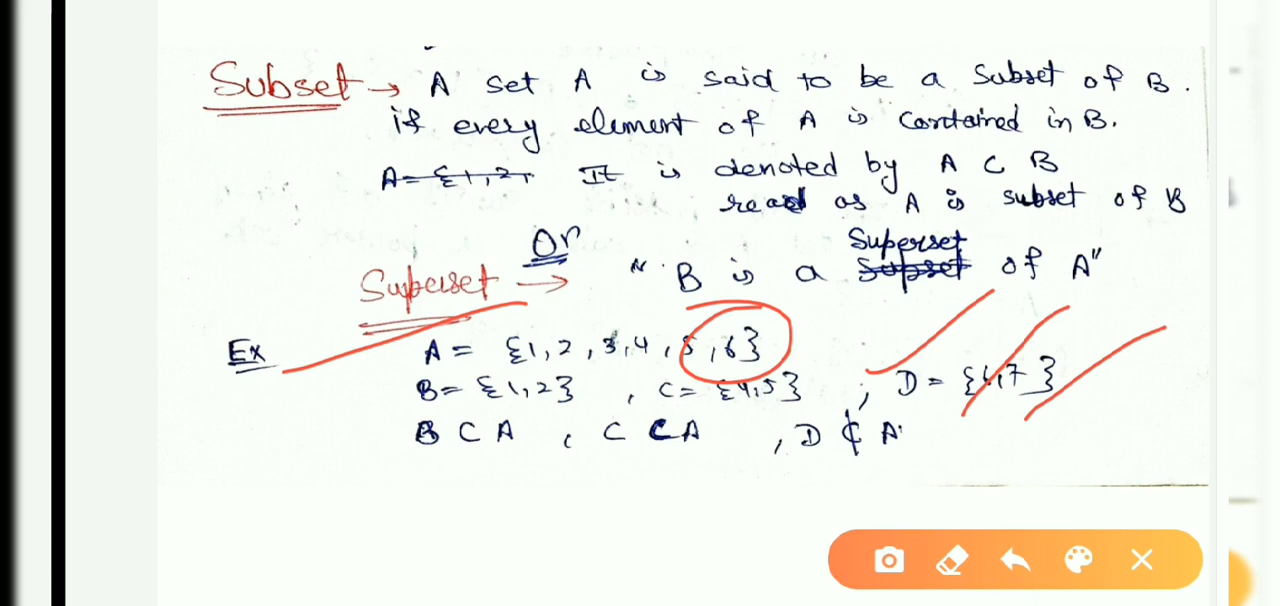 Subset → A set A is said to be a subset of B.
if every element of A is contained in B.
A = {1,2, It is denoted by A ⊂ B
read as A is subset of B
Or
Superset → " B is a Superset of A"
Ex A = {1,2,3,4,5,6}
B = {1,2} , C = {4,5} ; D = { ,7}
B ⊂ A , C ⊂ A , D ⊄ A